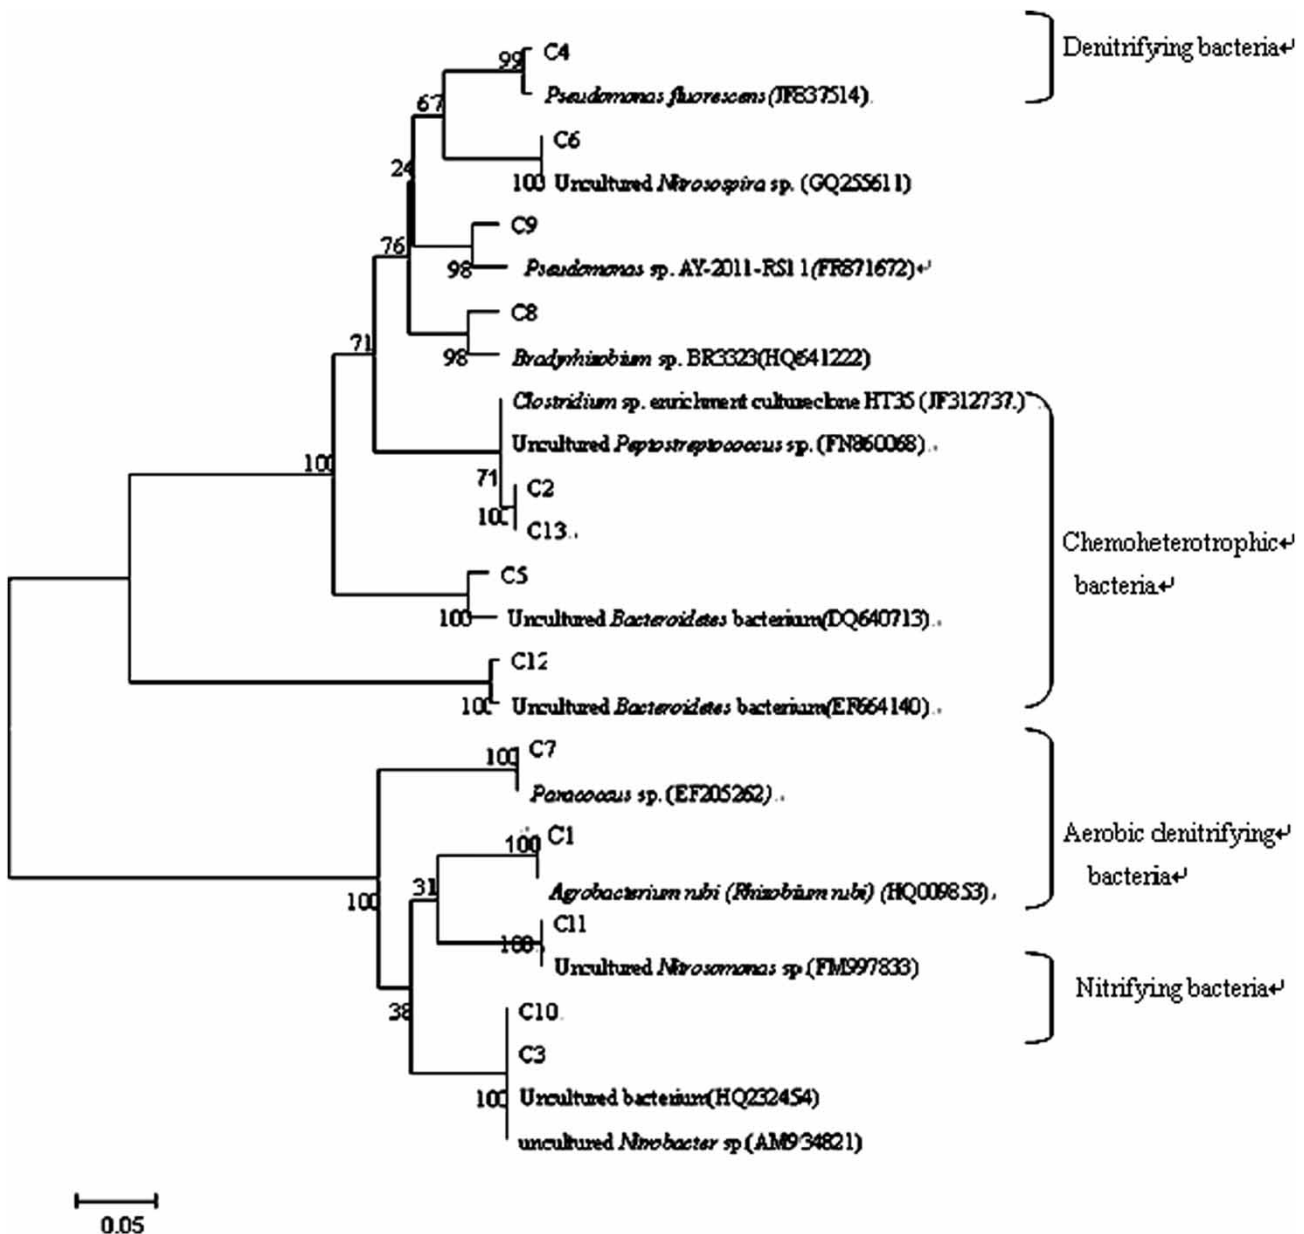 C4
99
Denitrifying bacteria↵
Pseudomonas fluorescens (JF837514).
67
C6
24
100 Uncultured Nitrosospira sp. (GQ255611)
C9
76
98 Pseudomonas sp. AY-2011-RS11(FR871672)↵
C8
71
98 Bradyrhizobium sp. BR3323(HQ641222)
Clostridium sp. enrichment cultureclone HT35 (JF312737.)
Uncultured Peptostreptococcus sp. (FN860068).
100
71
C2
100
C13.
Chemoheterotrophic↵
bacteria↵
C5
100 Uncultured Bacteroidetes bacterium(DQ640713).
C12
100 Uncultured Bacteroidetes bacterium(EF664140).
C7
100
Paracoccus sp. (EF205262).
Aerobic denitrifying↵
bacteria↵
C1
100
31
Agrobacterium rubi (Rhizobium rubi) (HQ009853).
100
C11
100
Uncultured Nitrosomonas sp.(FM997833)
Nitrifying bacteria↵
38
C10.
C3
100 Uncultured bacterium(HQ232454)
uncultured Nitrobacter sp.(AM934821)
0.05